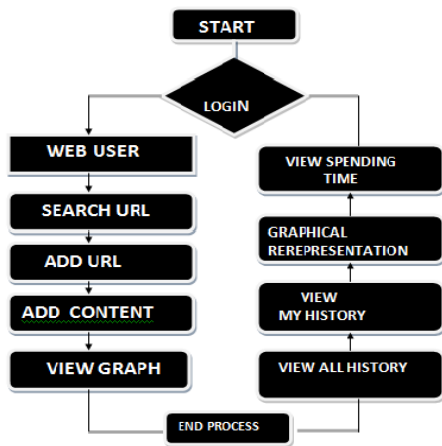 START
LOGIN
WEB USER
SEARCH URL
ADD URL
ADD CONTENT
VIEW GRAPH
END PROCESS
VIEW SPENDING
TIME
GRAPHICAL
REREPRESENTATION
VIEW
MY HISTORY
VIEW ALL HISTORY